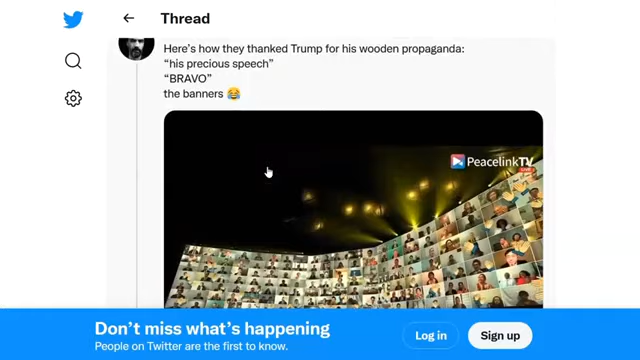 Thread
Here's how they thanked Trump for his wooden propaganda:
“his precious speech”
“BRAVO”
the banners 😂
PeacelinkTV
LIVE
Don't miss what's happening
People on Twitter are the first to know.
Log in
Sign up